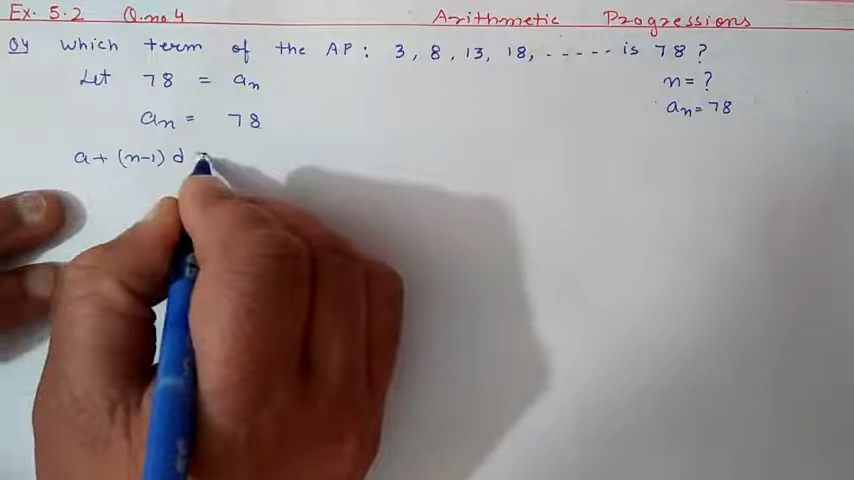 Ex. 5.2 Q.no 4 Arithmetic Progressions
Q4 Which term of the AP : 3, 8, 13, 18, ----- is 78 ?
Let 78 = an
n = ?
an = 78
an = 78
a + (n-1) d =